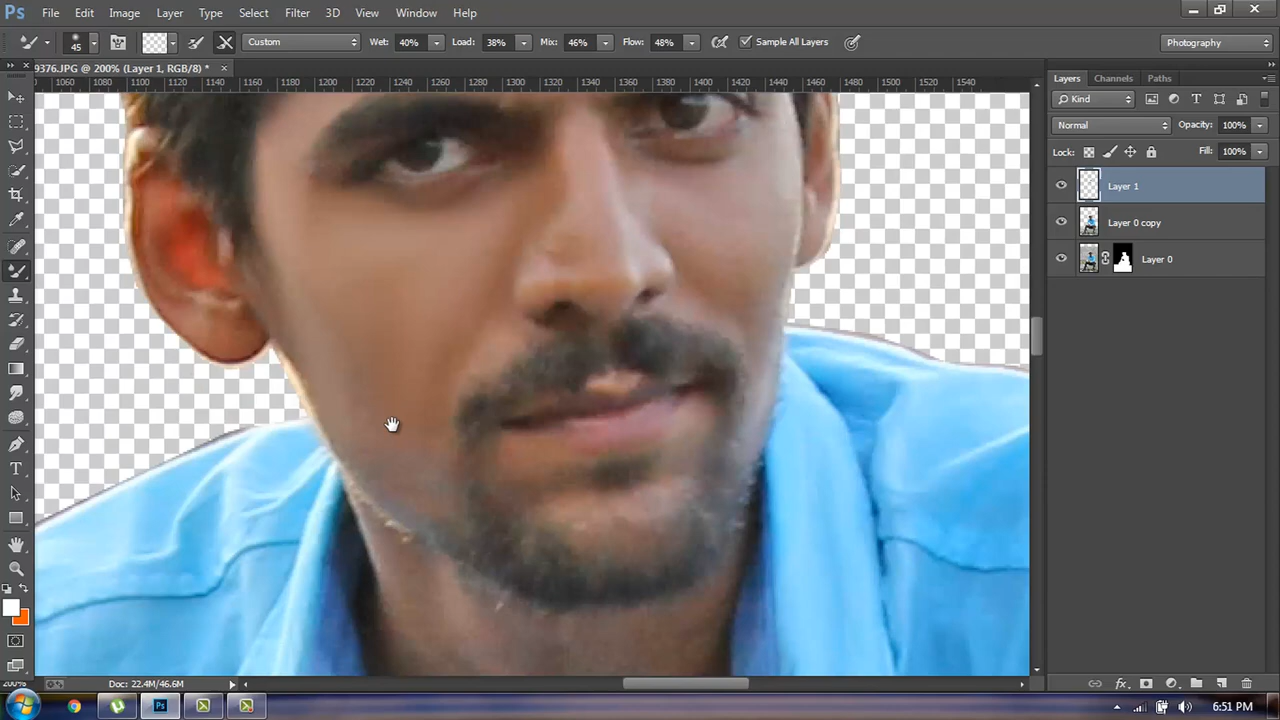 Ps File Edit Image Layer Type Select Filter 3D View Window Help
45 Custom Wet: 40% Load: 38% Mix: 46% Flow: 48% Sample All Layers Photography
9376.JPG @ 200% (Layer 1, RGB/8) * ×
1060 1080 1100 1120 1140 1160 1180 1200 1220 1240 1260 1280 1300 1320 1340 1360 1380 1400 1420 1440 1460 1480 1500 1520 1540
Layers Channels Paths
Kind
Normal Opacity: 100%
Lock: Fill: 100%
Layer 1
Layer 0 copy
Layer 0
200% Doc: 22.4M/46.6M
Ps 6:51 PM